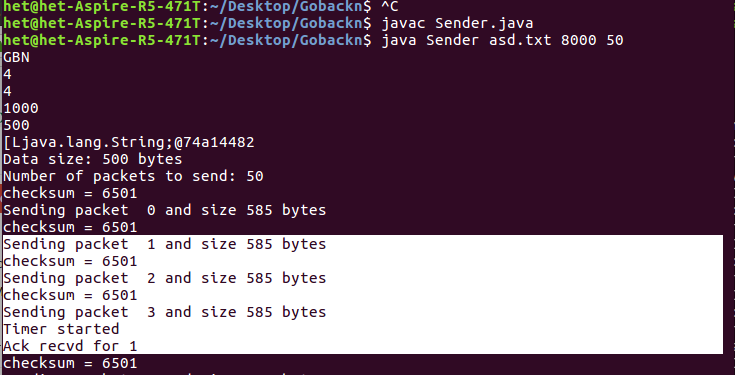 het@het-Aspire-R5-471T:~/Desktop/Gobackn$ ^C
het@het-Aspire-R5-471T:~/Desktop/Gobackn$ javac Sender.java
het@het-Aspire-R5-471T:~/Desktop/Gobackn$ java Sender asd.txt 8000 50
GBN
4
4
1000
500
[Ljava.lang.String;@74a14482
Data size: 500 bytes
Number of packets to send: 50
checksum = 6501
Sending packet  0 and size 585 bytes
checksum = 6501
Sending packet  1 and size 585 bytes
checksum = 6501
Sending packet  2 and size 585 bytes
checksum = 6501
Sending packet  3 and size 585 bytes
Timer started
Ack recvd for 1
checksum = 6501